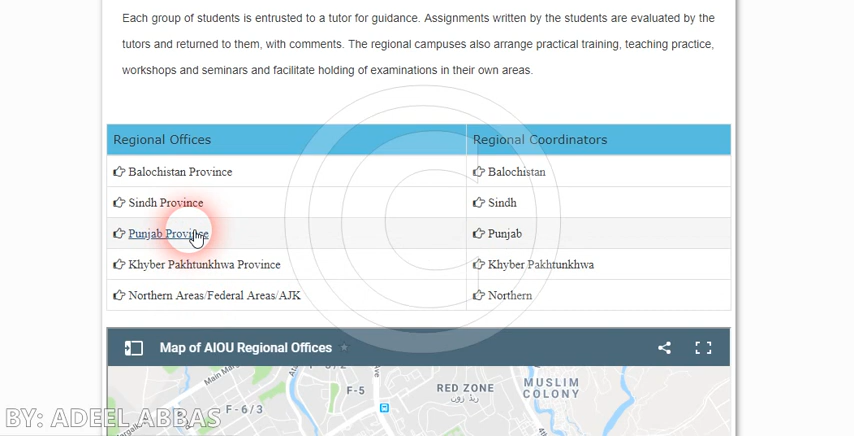 Each group of students is entrusted to a tutor for guidance. Assignments written by the students are evaluated by the
tutors and returned to them, with comments. The regional campuses also arrange practical training, teaching practice,
workshops and seminars and facilitate holding of examinations in their own areas.
Regional Offices Regional Coordinators
Balochistan Province Balochistan
Sindh Province Sindh
Punjab Province Punjab
Khyber Pakhtunkhwa Province Khyber Pakhtunkhwa
Northern Areas/Federal Areas/AJK Northern
Map of AIOU Regional Offices
F-5
RED ZONE
ریڈ زون
MUSLIM
COLONY
F-6/3
BY: ADEEL ABBAS